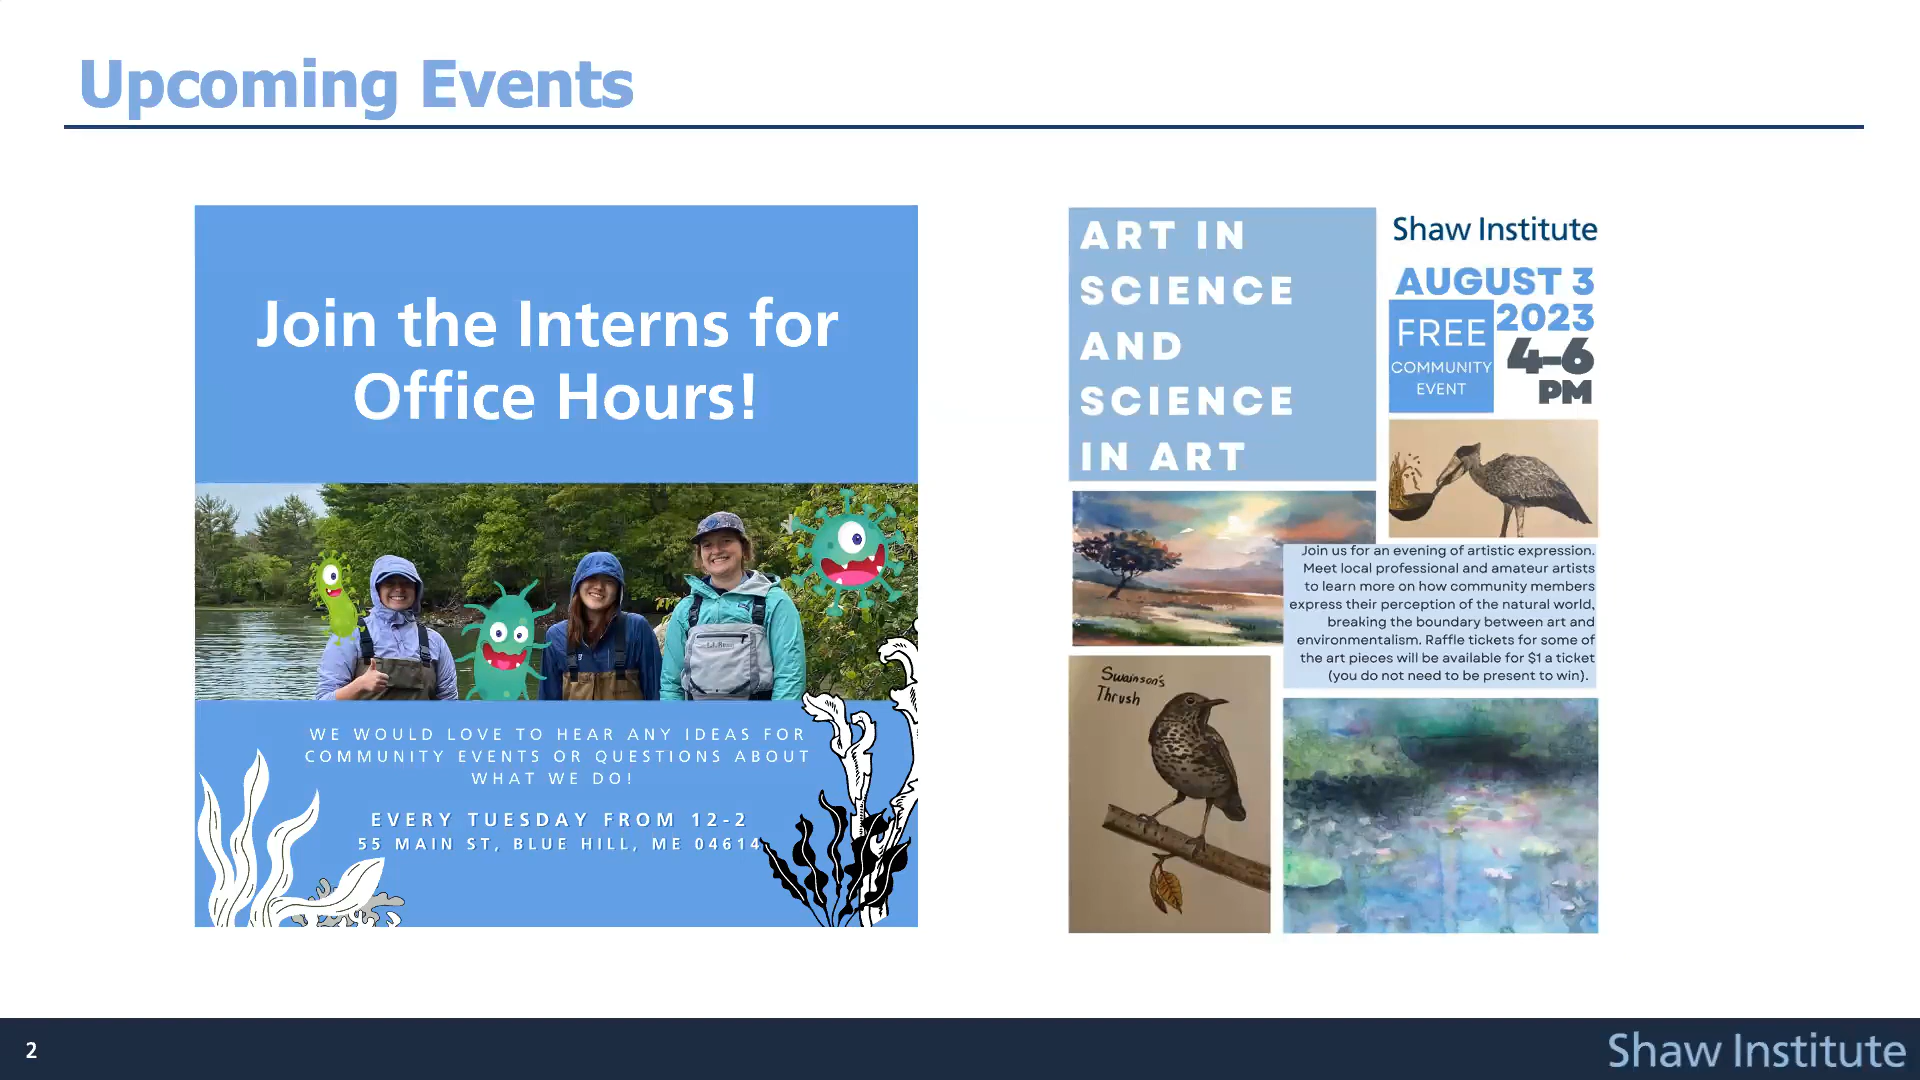 Upcoming Events
Join the Interns for
Office Hours!
L.L.Bean
WE WOULD LOVE TO HEAR ANY IDEAS FOR
COMMUNITY EVENTS OR QUESTIONS ABOUT
WHAT WE DO!
EVERY TUESDAY FROM 12-2
55 MAIN ST, BLUE HILL, ME 04614
ART IN
SCIENCE
AND
SCIENCE
IN ART
Shaw Institute
AUGUST 3
2023
4-6
PM
FREE
COMMUNITY
EVENT
Join us for an evening of artistic expression.
Meet local professional and amateur artists
to learn more on how community members
express their perception of the natural world,
breaking the boundary between art and
environmentalism. Raffle tickets for some of
the art pieces will be available for $1 a ticket
(you do not need to be present to win).
Swainson's
Thrush
2
Shaw Institute